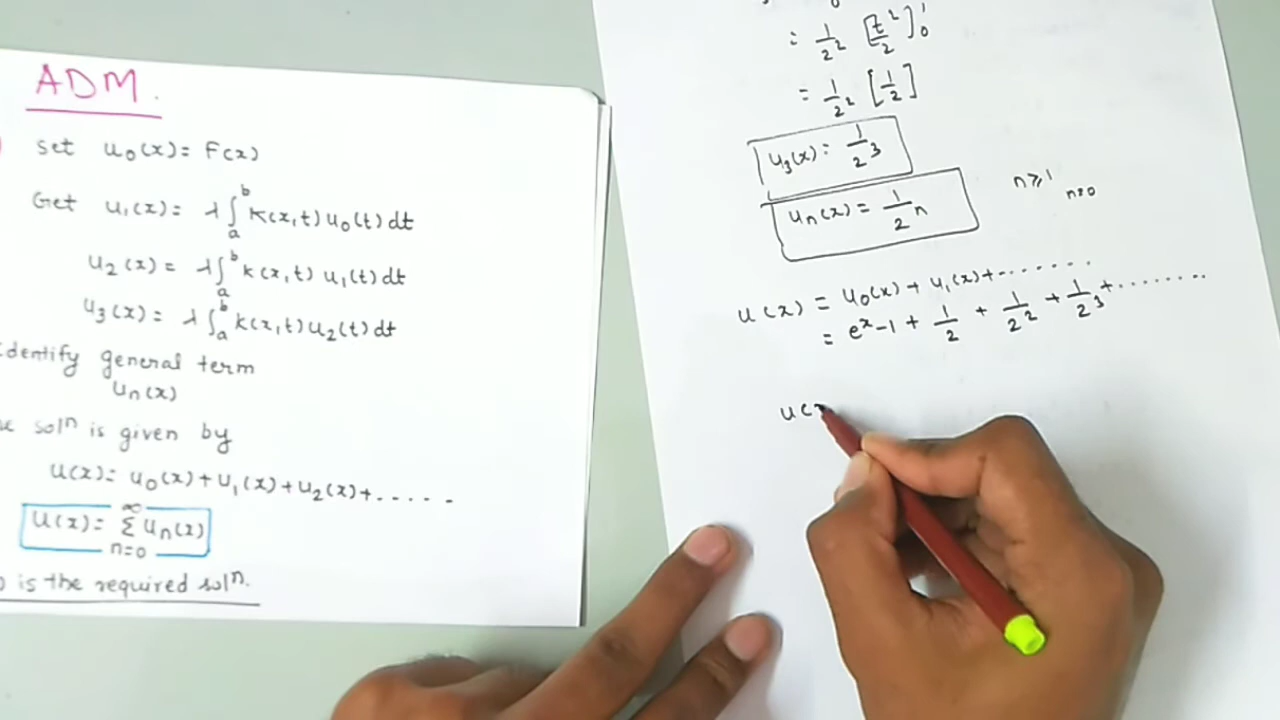 ADM.
set u₀(x) = F(x)
Get u₁(x) = λ∫ₐᵇ K(x,t) u₀(t) dt
u₂(x) = λ∫ₐᵇ K(x,t) u₁(t) dt
u₃(x) = λ∫ₐᵇ K(x,t) u₂(t) dt
identify general term
uₙ(x)
solⁿ is given by
u(x) = u₀(x) + u₁(x) + u₂(x) + .....
u(x) = ∞Σn=0 uₙ(x)
is the required solⁿ.
= 1/2² [t²/2]₀¹
= 1/2² [1/2]
u₃(x) = 1/2³
uₙ(x) = 1/2ⁿ n ≥ 1
n=0
u(x) = u₀(x) + u₁(x) + .......
= eˣ - 1 + 1/2 + 1/2² + 1/2³ + ........
u(x